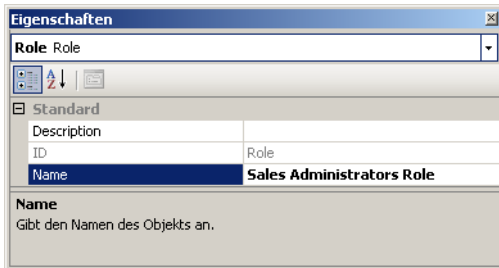 Eigenschaften
Role Role
Standard
Description
ID Role
Name Sales Administrators Role
Name
Gibt den Namen des Objekts an.